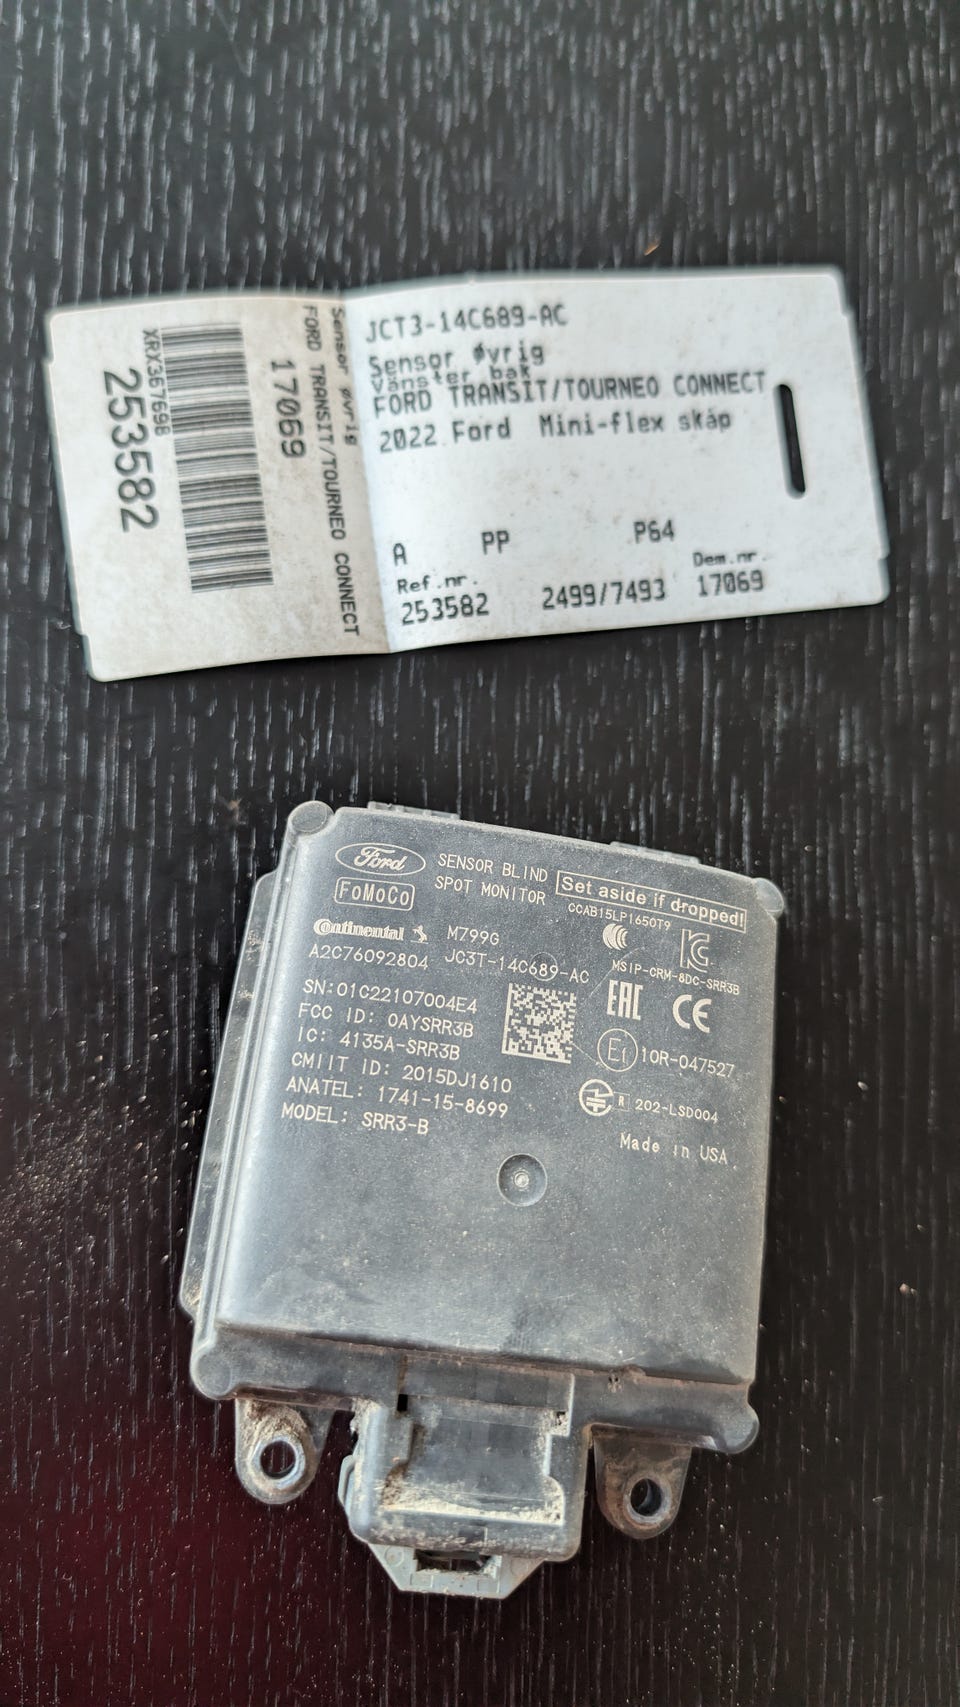 JCT3-14C689-AC
Sensor øvrig
Vänster bak
FORD TRANSIT/TOURNEO CONNECT
2022 Ford Mini-flex skåp
A PP P64
Ref.nr. Dem.nr.
253582 2499/7493 17069
Sensor øvrig
FORD TRANSIT/TOURNEO CONNECT
17069
XRX367698
253582
Ford
FoMoCo
SENSOR BLIND
SPOT MONITOR
Set aside if dropped!
CCAB15LP1650T9
Continental
M799G
A2C76092804
JC3T-14C689-AC
MSIP-CRM-8DC-SRR3B
SN:01C22107004E4
FCC ID: OAYSRR3B
IC: 4135A-SRR3B
CMIIT ID: 2015DJ1610
ANATEL: 1741-15-8699
MODEL: SRR3-B
EAC CE
E1 10R-047527
R 202-LSD004
Made in USA